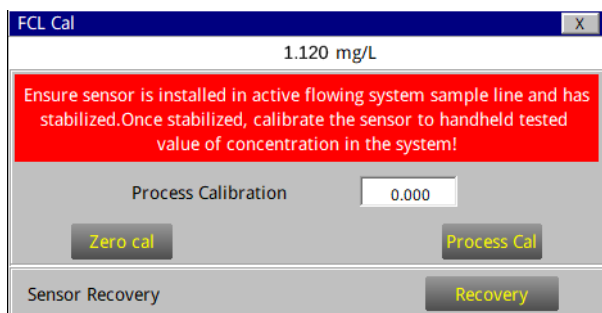 FCL Cal X
1.120 mg/L
Ensure sensor is installed in active flowing system sample line and has
stabilized.Once stabilized, calibrate the sensor to handheld tested
value of concentration in the system!
Process Calibration 0.000
Zero cal Process Cal
Sensor Recovery Recovery